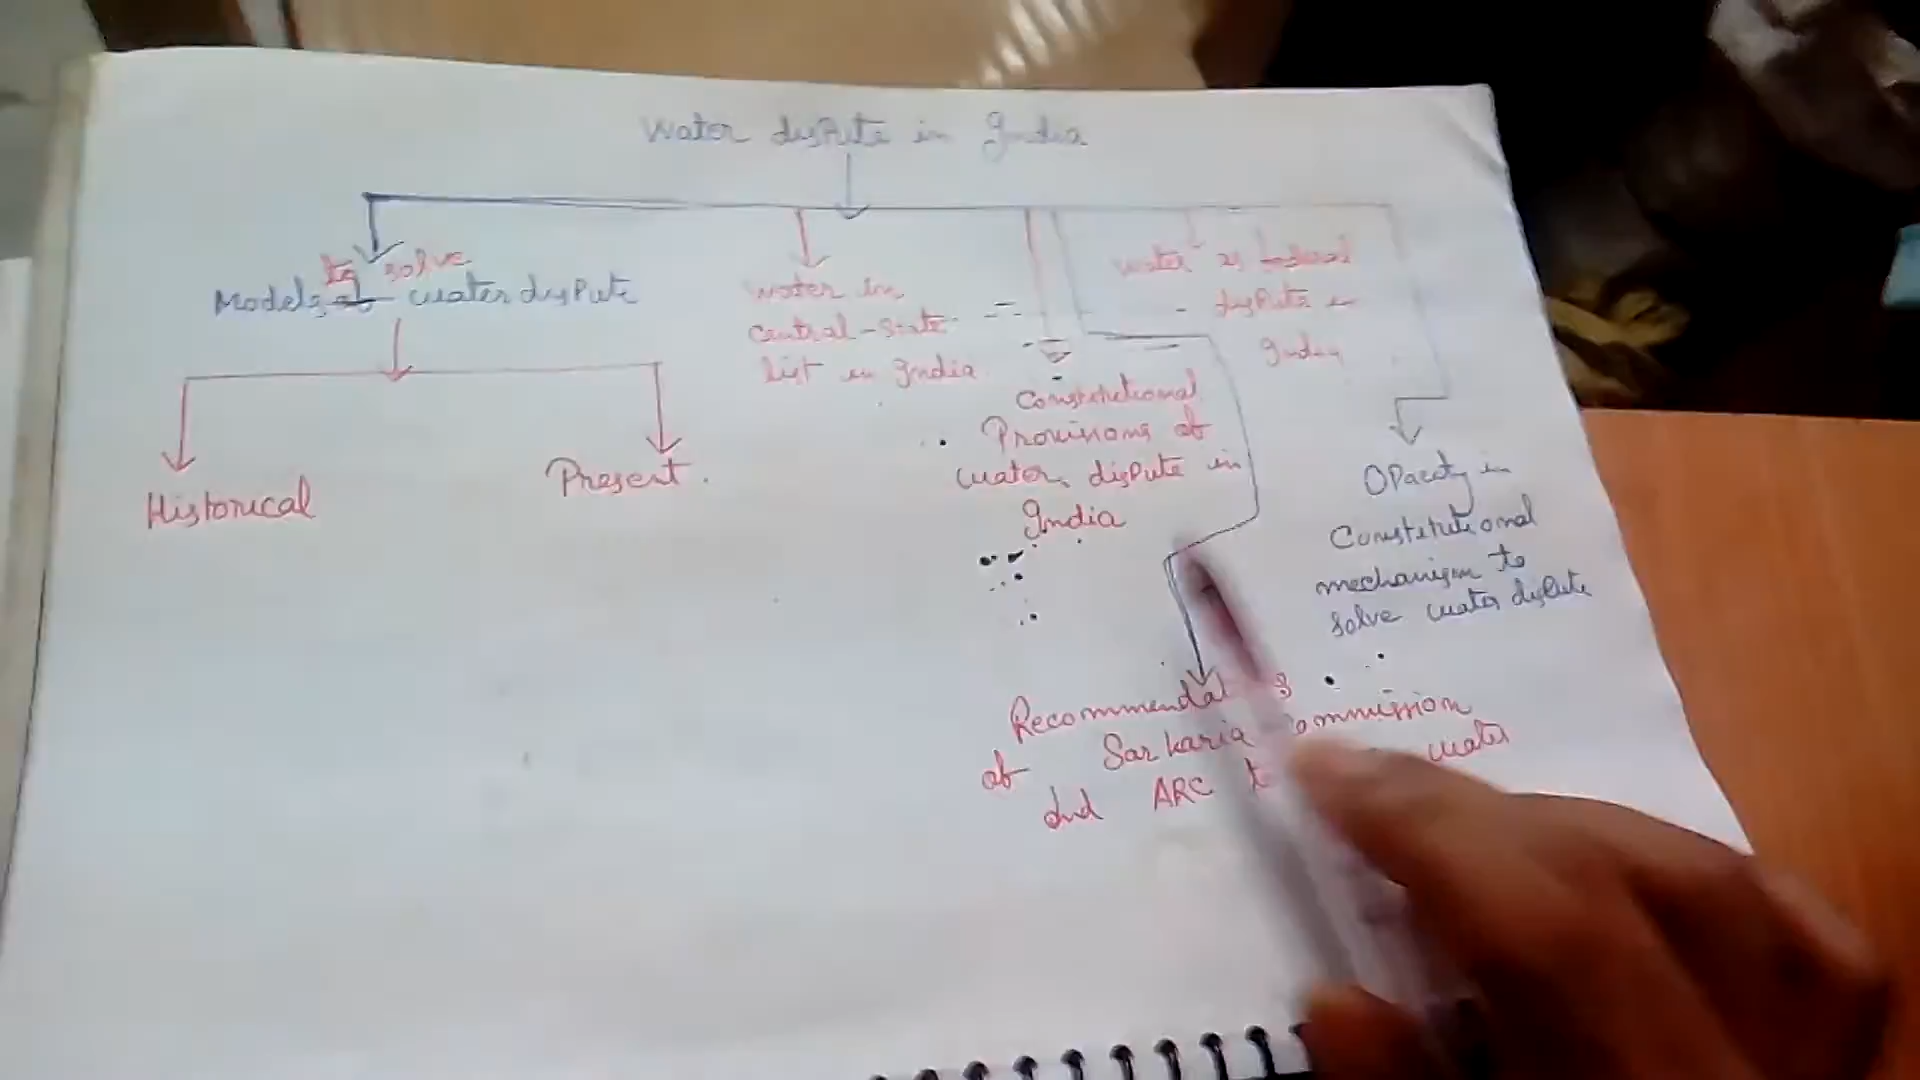 Water dispute in India
to solve
Models of water dispute
Historical
Present.
water in
central-state
list in India
Constitutional
Provisions of
water dispute in
India
water as federal
dispute in
India
Opacity in
Constitutional
mechanism to
solve water dispute
Recommendations
of Sarkaria Commission
and ARC water